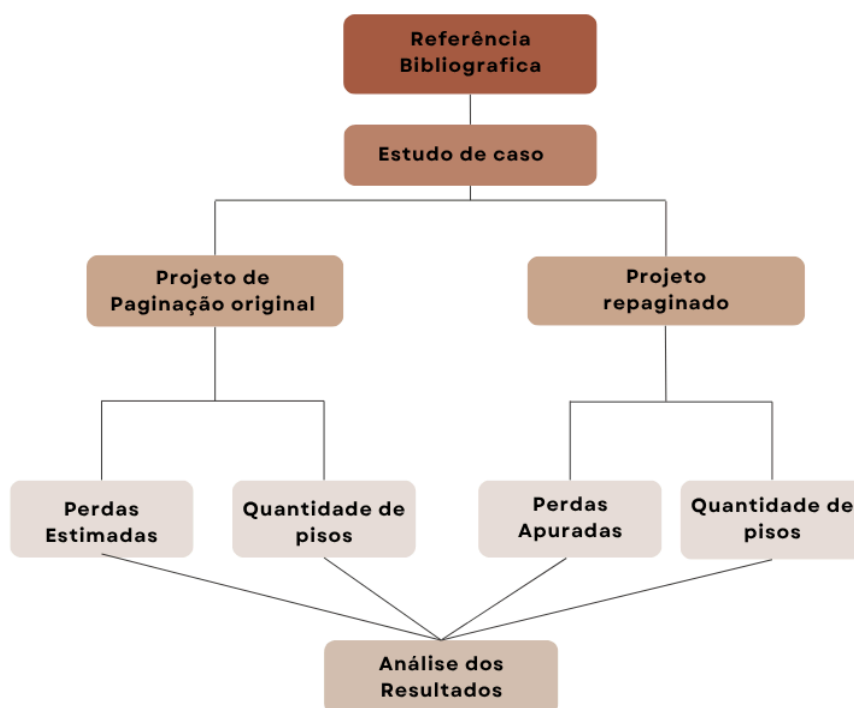 Referência
Bibliografica
Estudo de caso
Projeto de
Paginação original
Projeto
repaginado
Perdas
Estimadas
Quantidade de
pisos
Perdas
Apuradas
Quantidade de
pisos
Análise dos
Resultados